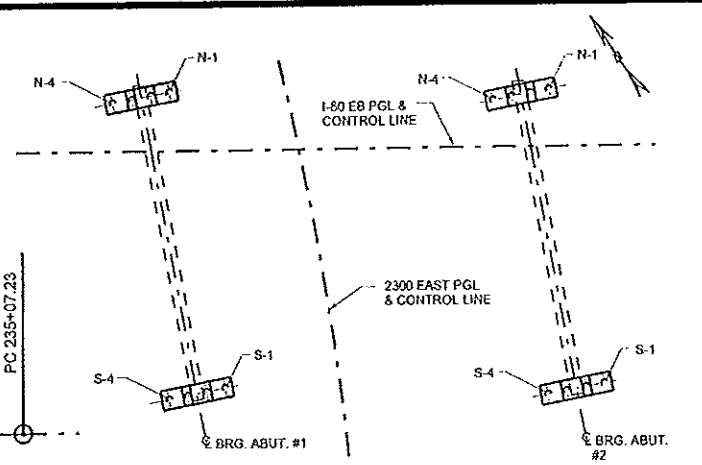 N-4
N-1
N-4
N-1
I-80 EB PGL &
CONTROL LINE
PC 235+07.23
2300 EAST PGL
& CONTROL LINE
S-4
S-1
S-4
S-1
℄ BRG. ABUT. #1
℄ BRG. ABUT.
#2